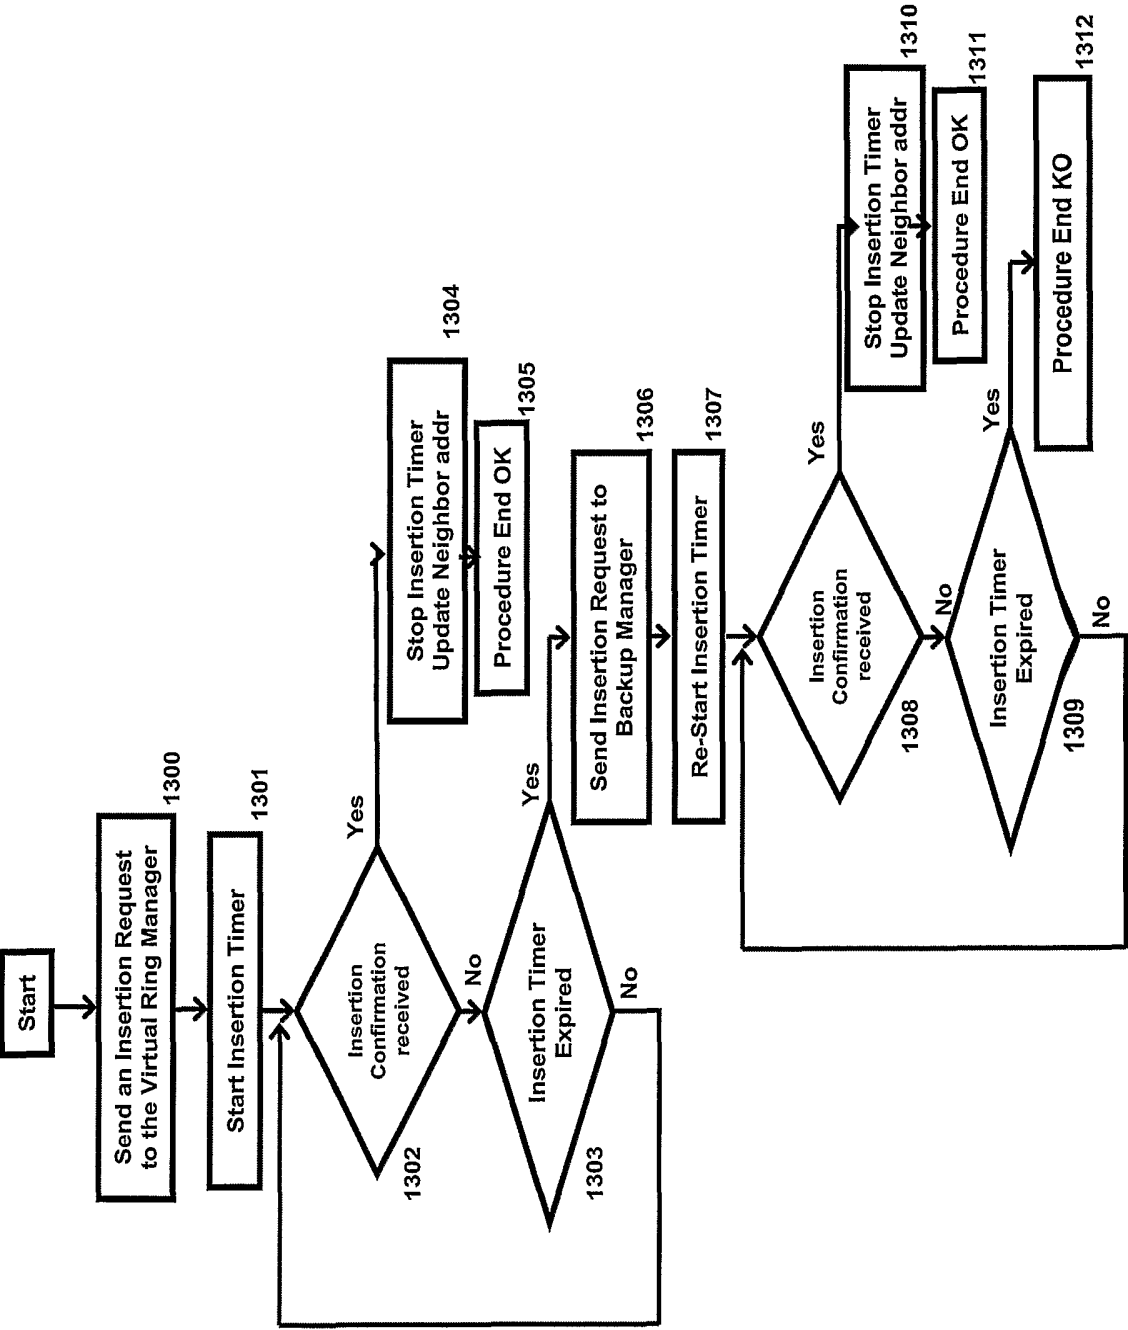 Start
Send an Insertion Request
to the Virtual Ring Manager
1300
Start Insertion Timer
1301
Insertion
Confirmation
received
1302
Yes
No
Stop Insertion Timer
Update Neighbor addr
1304
Procedure End OK
1305
Insertion Timer
Expired
1303
Yes
No
Send Insertion Request to
Backup Manager
1306
Re-Start Insertion Timer
1307
Insertion
Confirmation
received
1308
Yes
No
Stop Insertion Timer
Update Neighbor addr
1310
Procedure End OK
1311
Insertion Timer
Expired
1309
Yes
No
Procedure End KO
1312